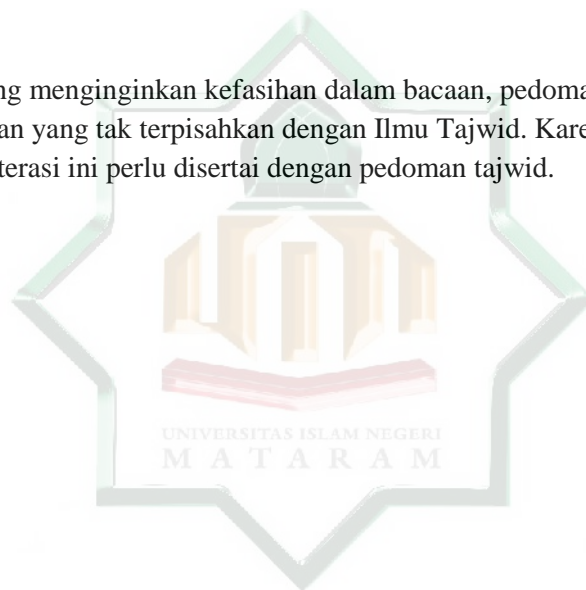 ng menginginkan kefasihan dalam bacaan, pedoma
an yang tak terpisahkan dengan Ilmu Tajwid. Kare
terasi ini perlu disertai dengan pedoman tajwid.
UNIVERSITAS ISLAM NEGERI
MATARAM